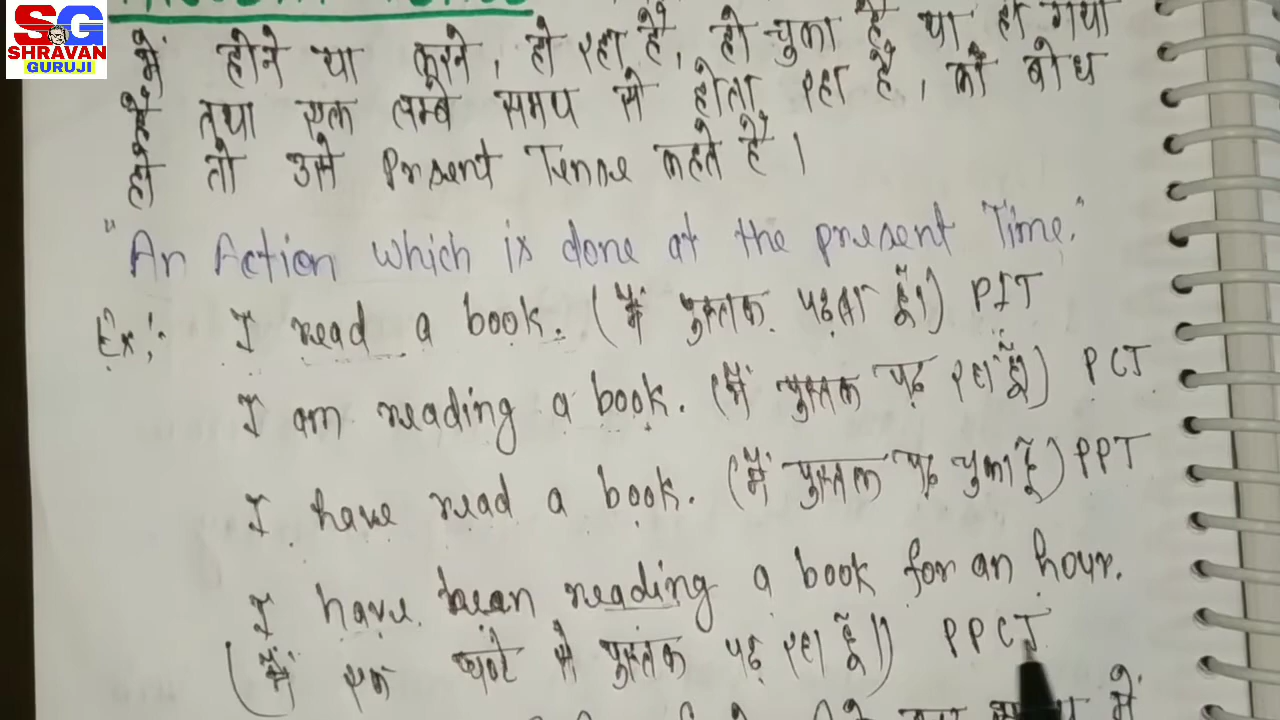 SG
SHRAVAN
GURUJI
में होने या करने, हो रहा है, हो चुका है या हो गया
है तथा एक लम्बे समय से होता रहा है, का बोध
हो तो उसे Present Tense कहते हैं।
"An Action which is done at the present Time."
Ex:- I read a book. (मैं पुस्तक पढ़ता हूँ।) PIT
I am reading a book. (मैं पुस्तक पढ़ रहा हूँ) PCT
I have read a book. (मैं पुस्तक पढ़ चुका हूँ) PPT
I have been reading a book for an hour.
(मैं एक घण्टे से पुस्तक पढ़ रहा हूँ।) PPCT
में